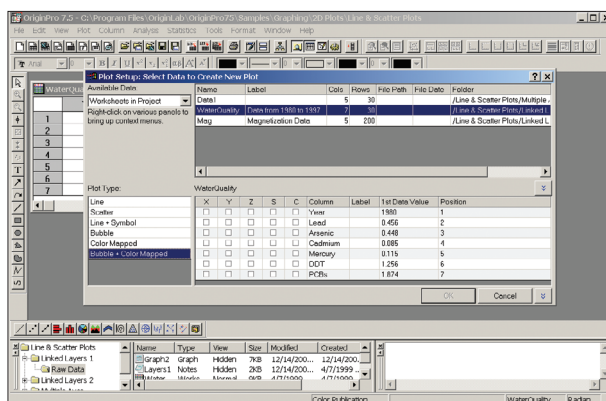 OriginPro 7.5 - C:\Program Files\OriginLab\OriginPro75\Samples\Graphing\2D Plots\Line & Scatter Plots
File Edit View Plot Column Analysis Statistics Tools Format Window Help
Arial
WaterQua
Plot Setup: Select Data to Create New Plot
Available Data:
Worksheets in Project
Right-click on various panels to
bring up context menus.
Name Label Cols Rows File Path File Date Folder
Data1 5 30 /Line & Scatter Plots/Multiple
WaterQuality Data from 1980 to 1997 7 30 /Line & Scatter Plots/Linked L
Mag Magnetization Data 5 200 /Line & Scatter Plots/Linked L
1
2
3
4
5
6
7
Plot Type:
Line
Scatter
Line + Symbol
Bubble
Color Mapped
Bubble + Color Mapped
WaterQuality
X Y Z S C Column Label 1st Data Value Position
Year 1980 1
Lead 0.456 2
Arsenic 0.448 3
Cadmium 0.085 4
Mercury 0.115 5
DDT 1.256 6
PCBs 1.874 7
OK Cancel
Line & Scatter Plots
Linked Layers 1
Raw Data
Linked Layers 2
Name Type View Size Modified Created
Graph2 Graph Hidden 7KB 12/14/200... 12/14/200...
Layers1 Notes Hidden 2KB 12/14/200... 4/7/1999
Color Publication WaterQuality Radian